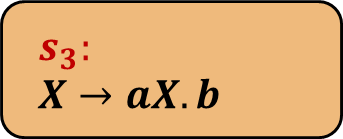 s₃:
X → aX.b